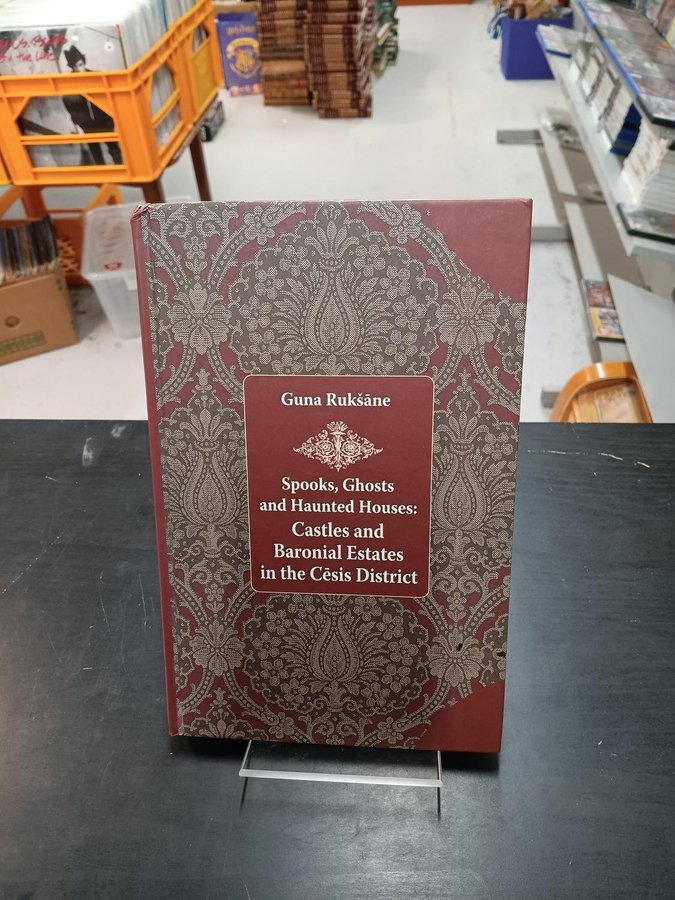 Guna Rukšāne
Spooks, Ghosts
and Haunted Houses:
Castles and
Baronial Estates
in the Cēsis District